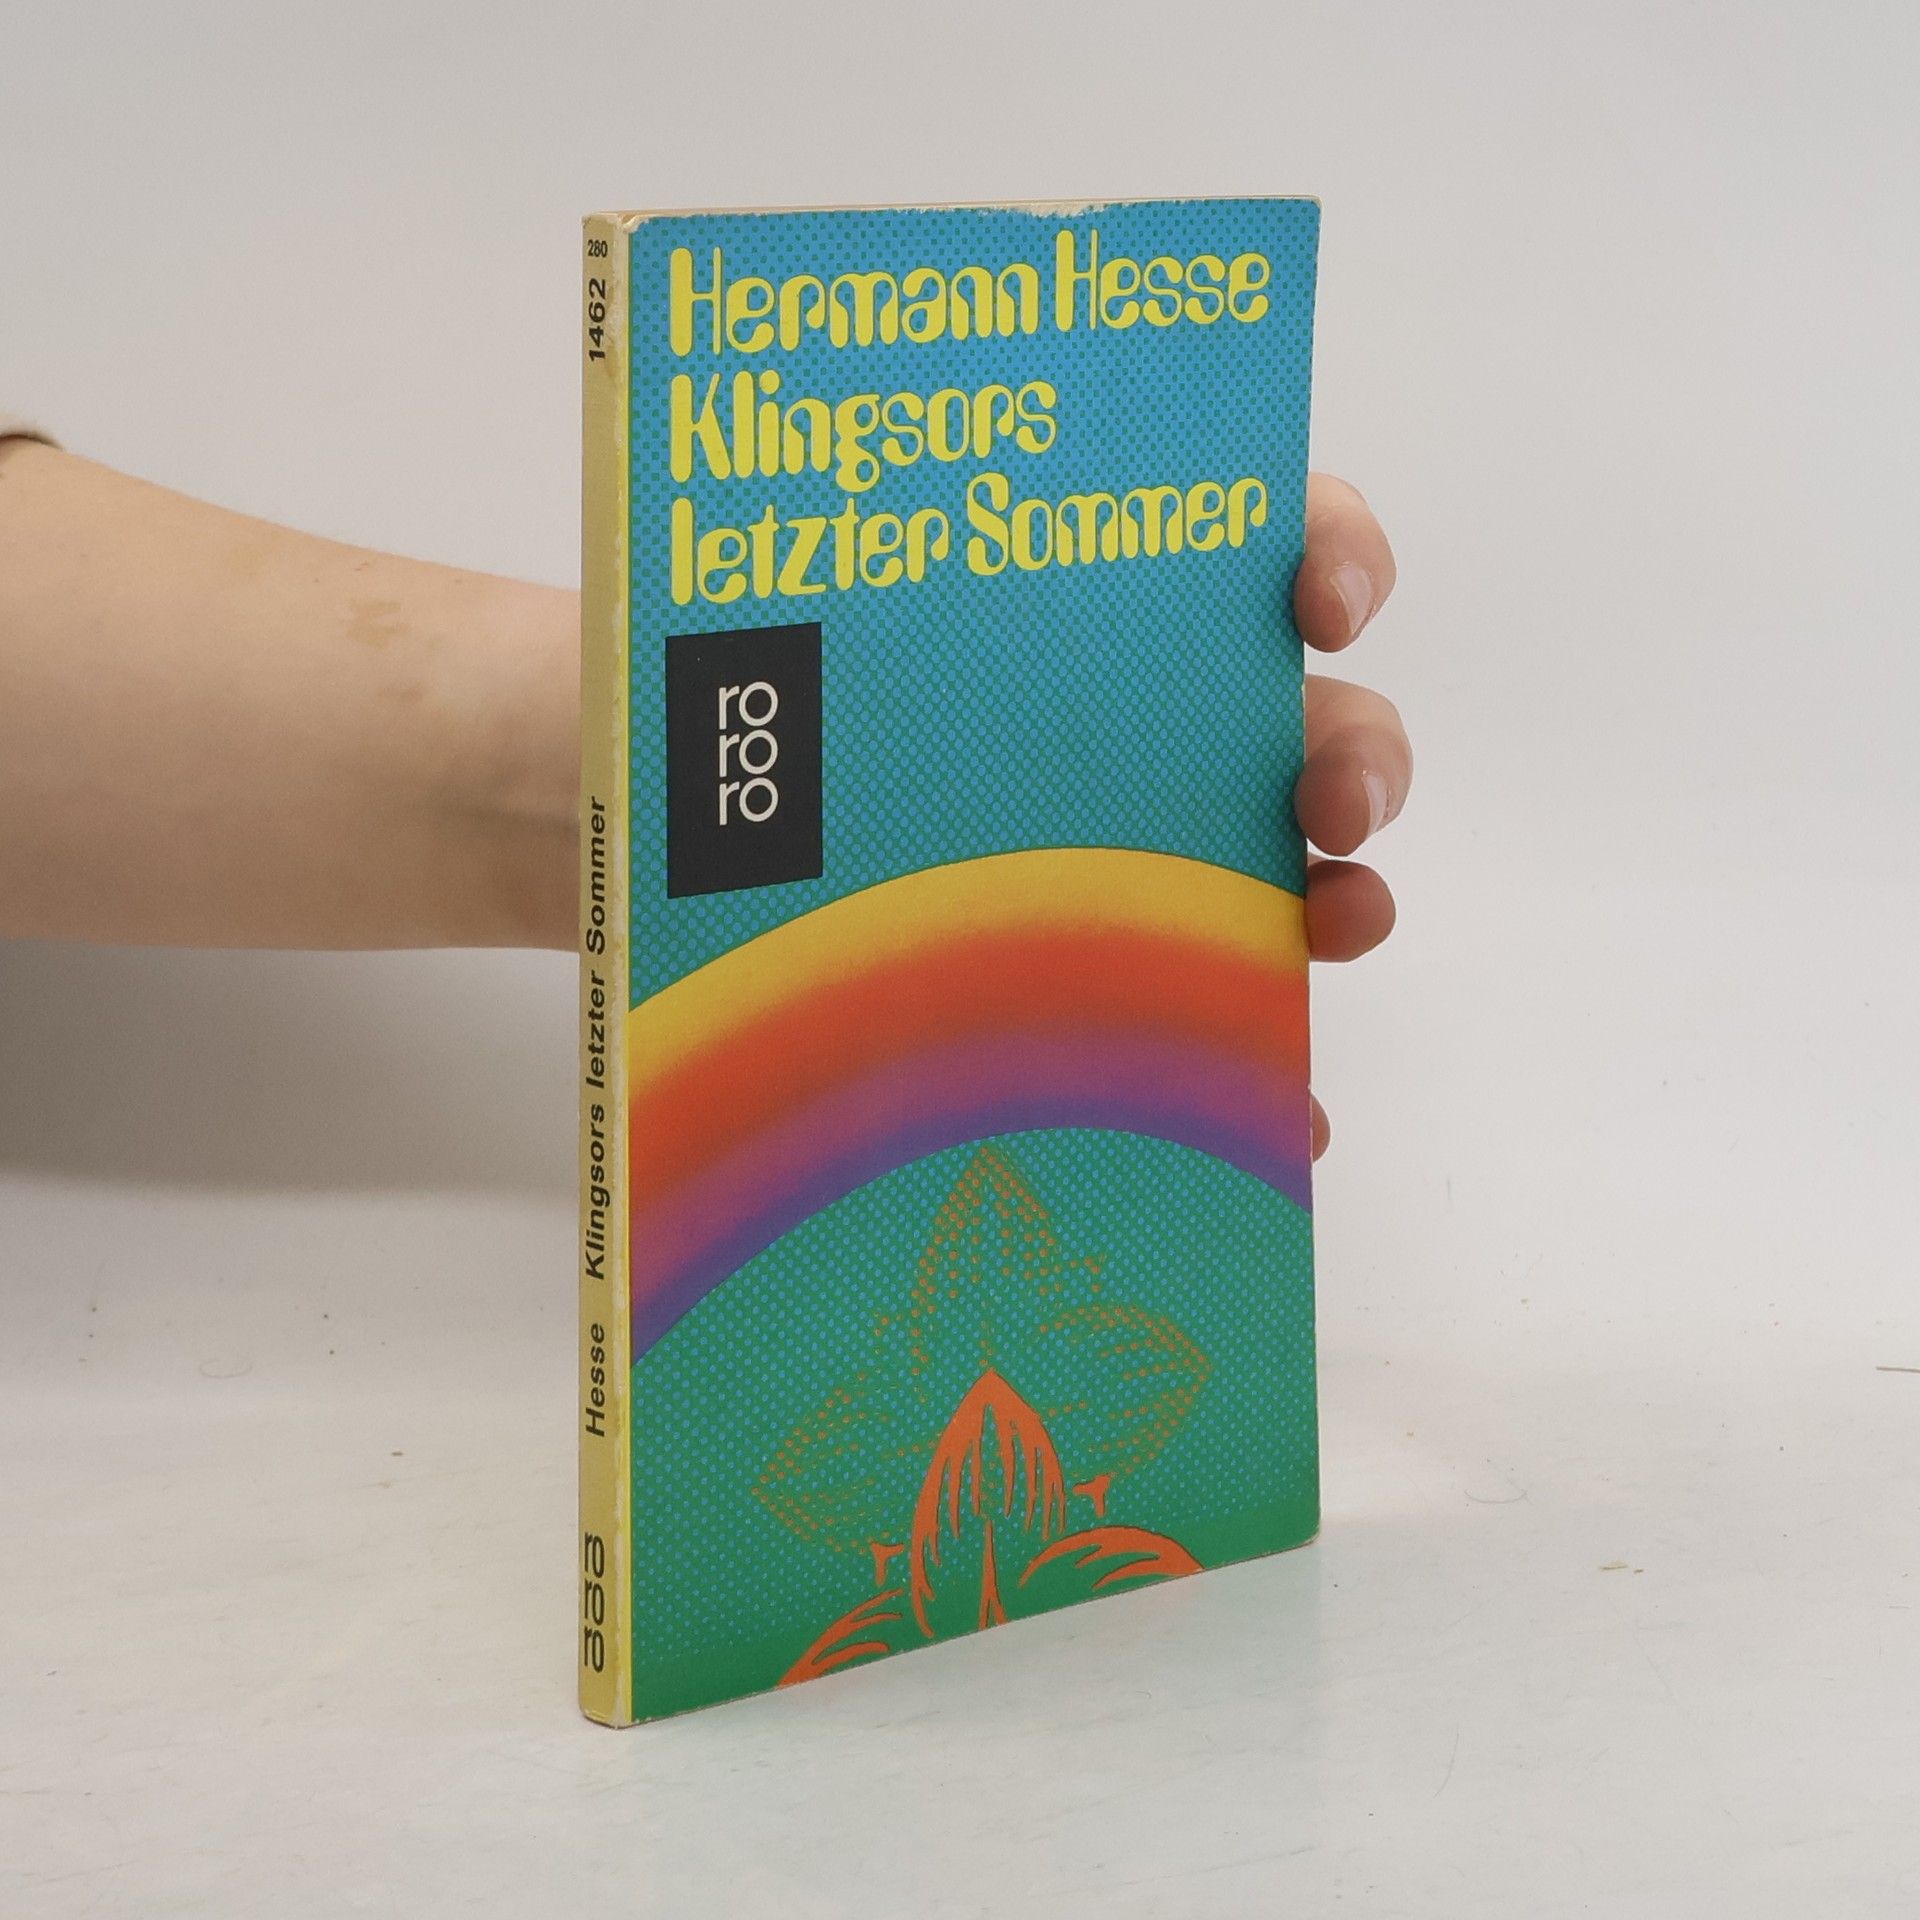 Hermann Hesse
Klingsors
letzter Sommer
ro
ro
ro
280
1462
Hesse Klingsors letzter Sommer
ro
ro
ro